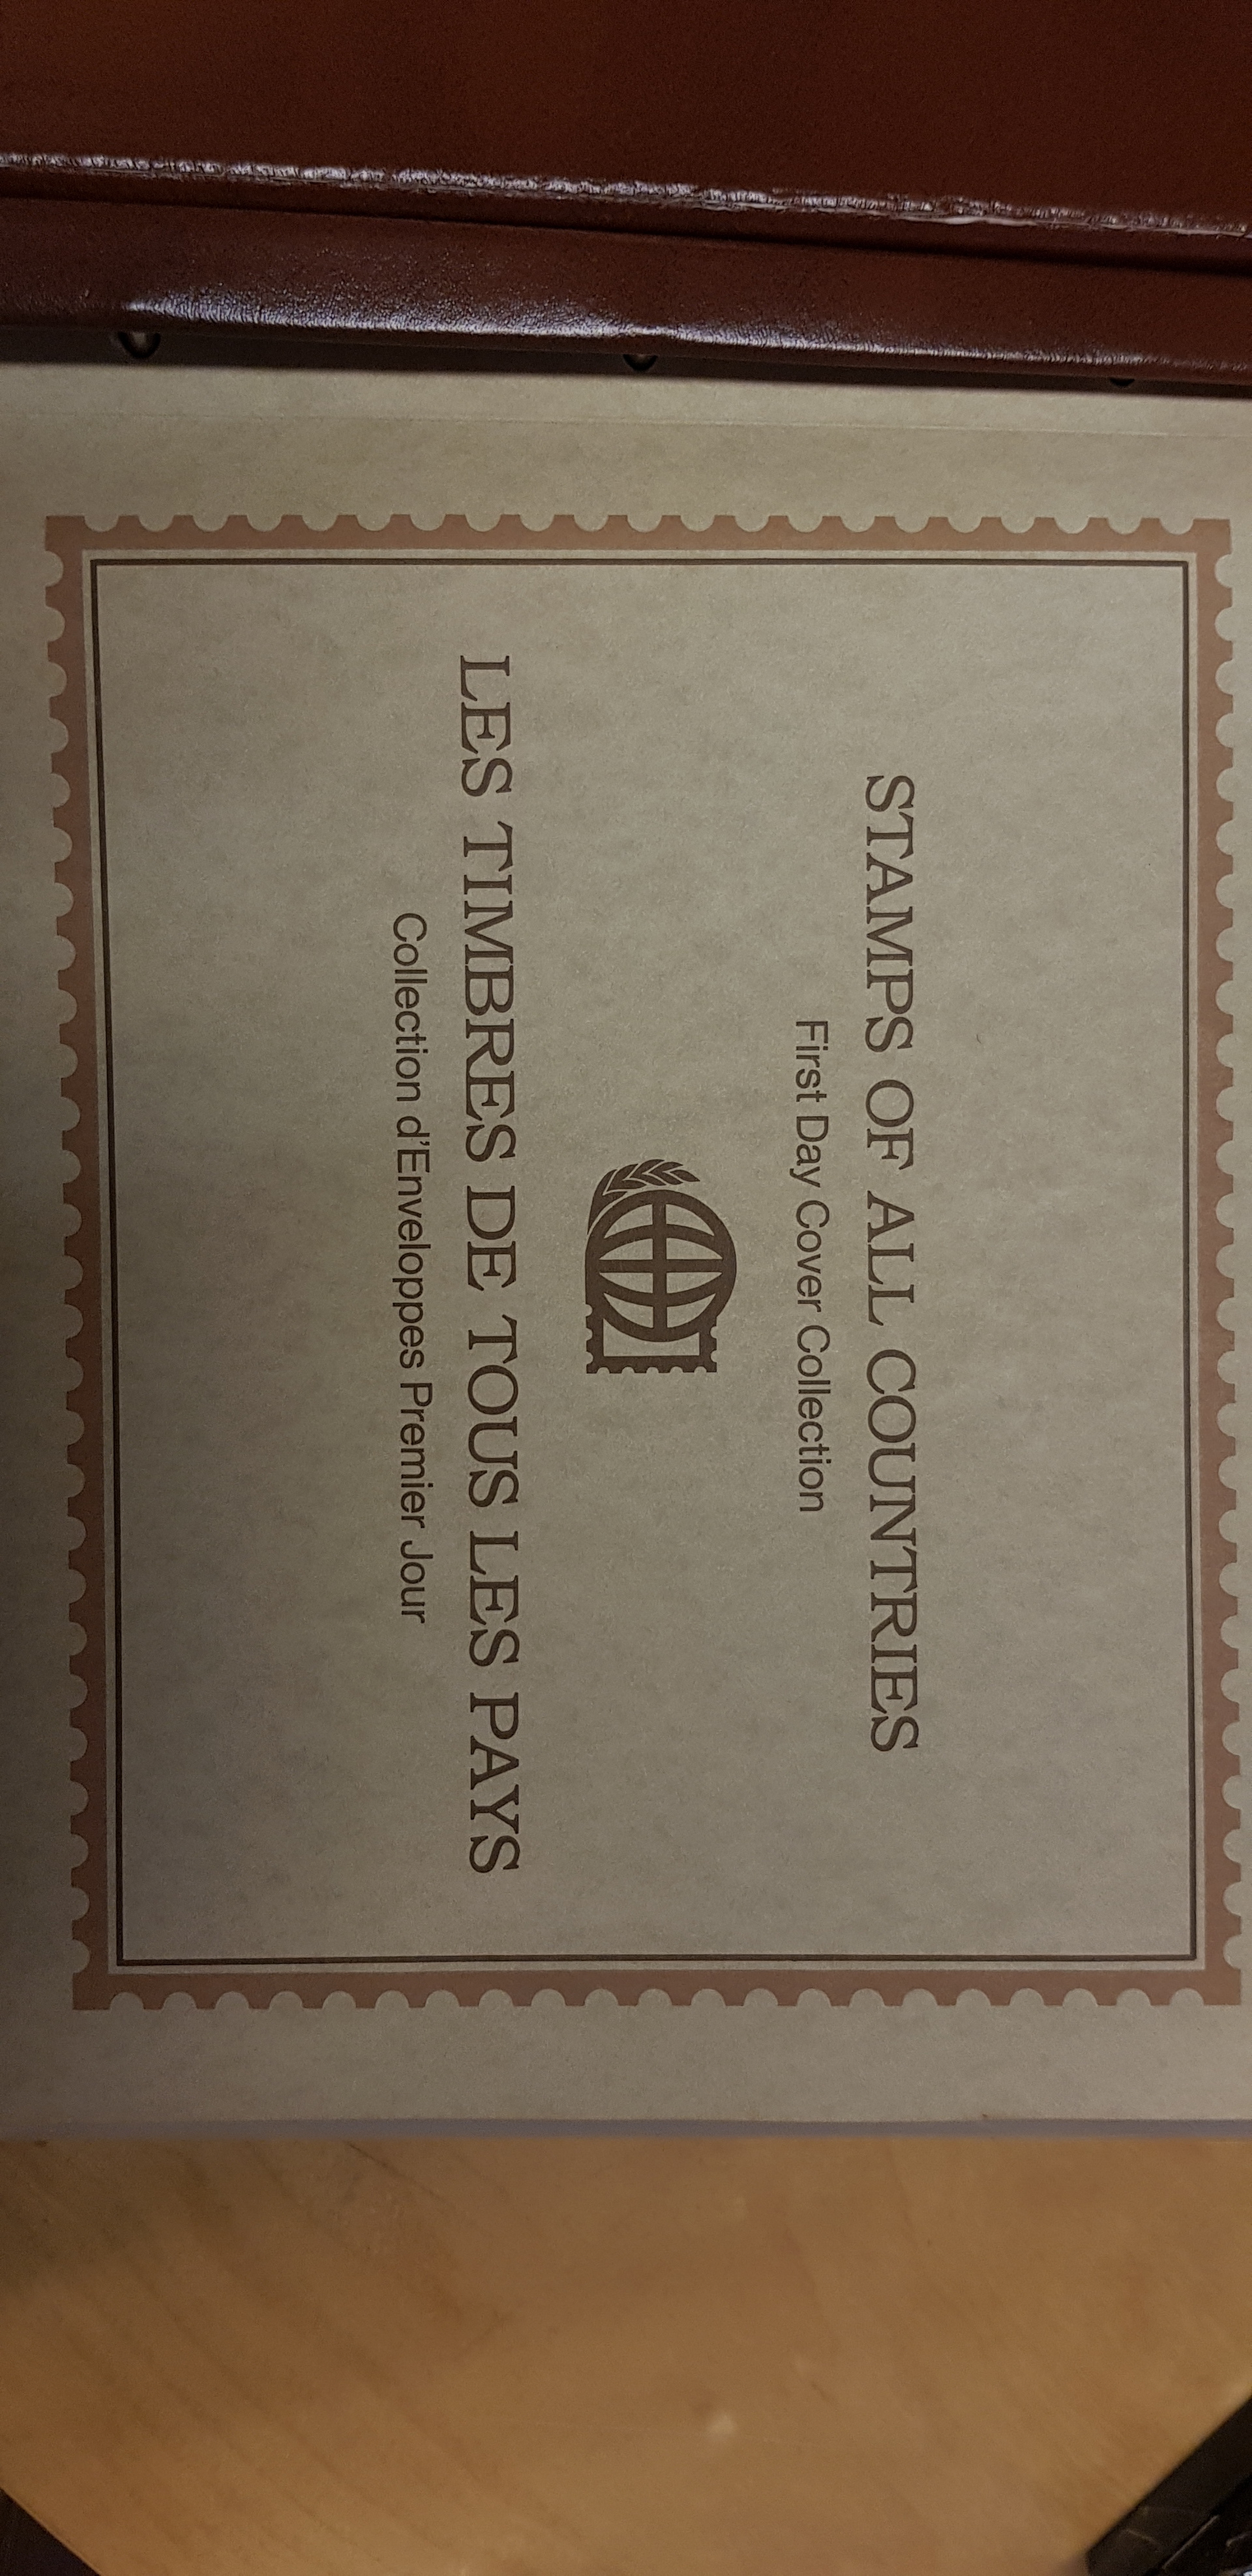 STAMPS OF ALL COUNTRIES
First Day Cover Collection
LES TIMBRES DE TOUS LES PAYS
Collection d'Enveloppes Premier Jour